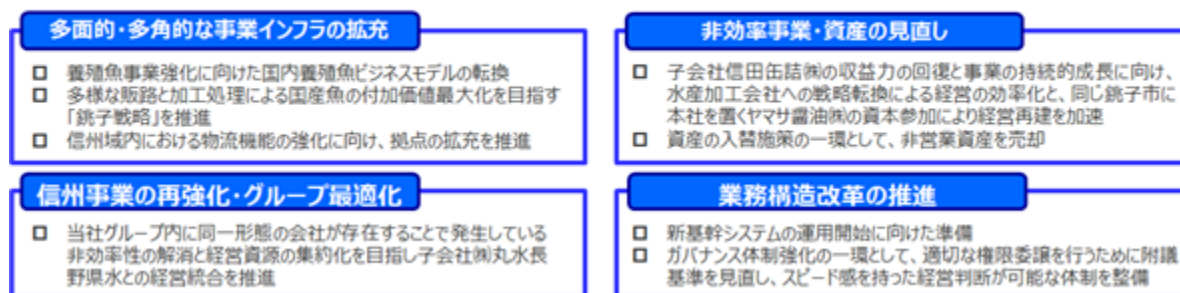 多面的・多角的な事業インフラの拡充
□ 養殖魚事業強化に向けた国内養殖魚ビジネスモデルの転換
□ 多様な販路と加工処理による国産魚の付加価値最大化を目指す
「銚子戦略」を推進
□ 信州域内における物流機能の強化に向け、拠点の拡充を推進
非効率事業・資産の見直し
□ 子会社信田缶詰㈱の収益力の回復と事業の持続的成長に向け、
水産加工会社への戦略転換による経営の効率化と、同じ銚子市に
本社を置くヤマサ醤油㈱の資本参加により経営再建を加速
□ 資産の入替施策の一環として、非営業資産を売却
信州事業の再強化・グループ最適化
□ 当社グループ内に同一形態の会社が存在することで発生している
非効率性の解消と経営資源の集約化を目指し子会社㈱丸水長
野県水との経営統合を推進
業務構造改革の推進
□ 新基幹システムの運用開始に向けた準備
□ ガバナンス体制強化の一環として、適切な権限委譲を行うために附議
基準を見直し、スピード感を持った経営判断が可能な体制を整備